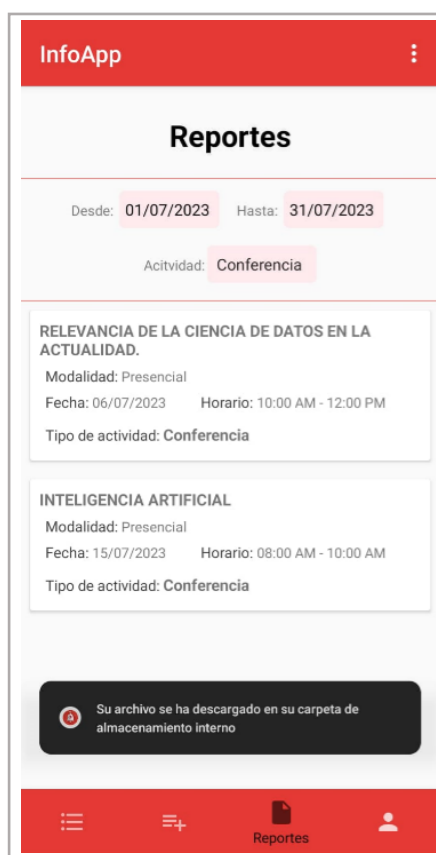 InfoApp
Reportes
Desde: 01/07/2023 Hasta: 31/07/2023
Acitvidad: Conferencia
RELEVANCIA DE LA CIENCIA DE DATOS EN LA
ACTUALIDAD.
Modalidad: Presencial
Fecha: 06/07/2023 Horario: 10:00 AM - 12:00 PM
Tipo de actividad: Conferencia
INTELIGENCIA ARTIFICIAL
Modalidad: Presencial
Fecha: 15/07/2023 Horario: 08:00 AM - 10:00 AM
Tipo de actividad: Conferencia
Su archivo se ha descargado en su carpeta de
almacenamiento interno
Reportes